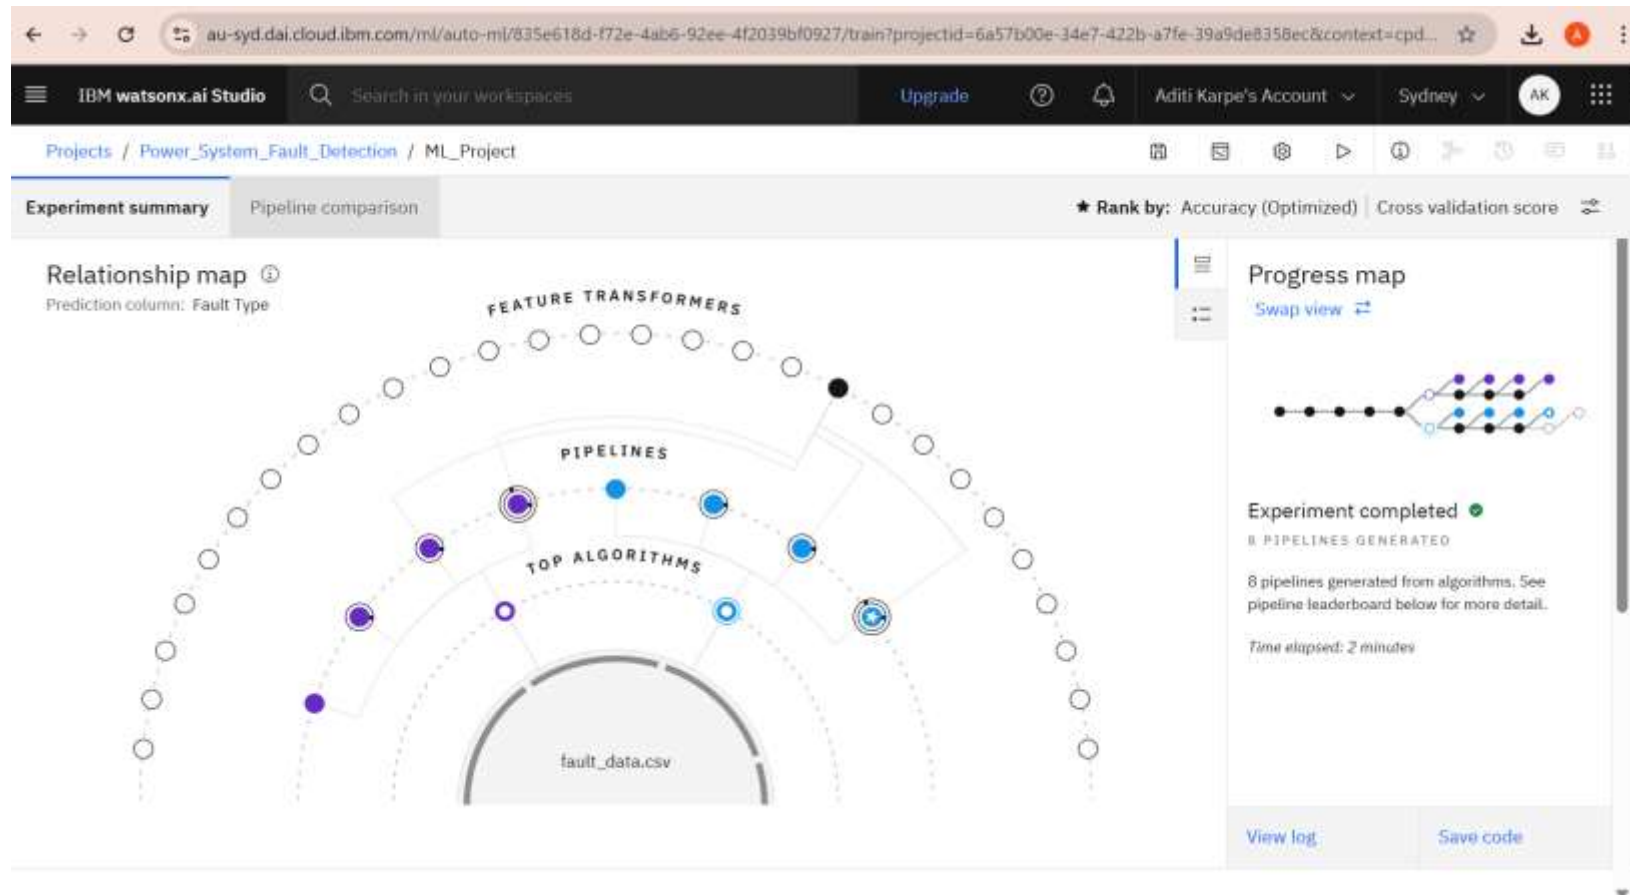 au-syd.dai.cloud.ibm.com/ml/auto-ml/835e618d-f72e-4ab6-92ee-4f2039bf0927/train?projectid=6a57b00e-34e7-422b-a7fe-39a9de8358ec&context=cpd...
A
IBM watsonx.ai Studio
Search in your workspaces
Upgrade
Aditi Karpe's Account
Sydney
AK
Projects / Power_System_Fault_Detection / ML_Project
Experiment summary
Pipeline comparison
★ Rank by: Accuracy (Optimized) | Cross validation score
Relationship map
Prediction column: Fault Type
FEATURE TRANSFORMERS
PIPELINES
TOP ALGORITHMS
fault_data.csv
Progress map
Swap view
Experiment completed
8 PIPELINES GENERATED
8 pipelines generated from algorithms. See
pipeline leaderboard below for more detail.
Time elapsed: 2 minutes
View log
Save code